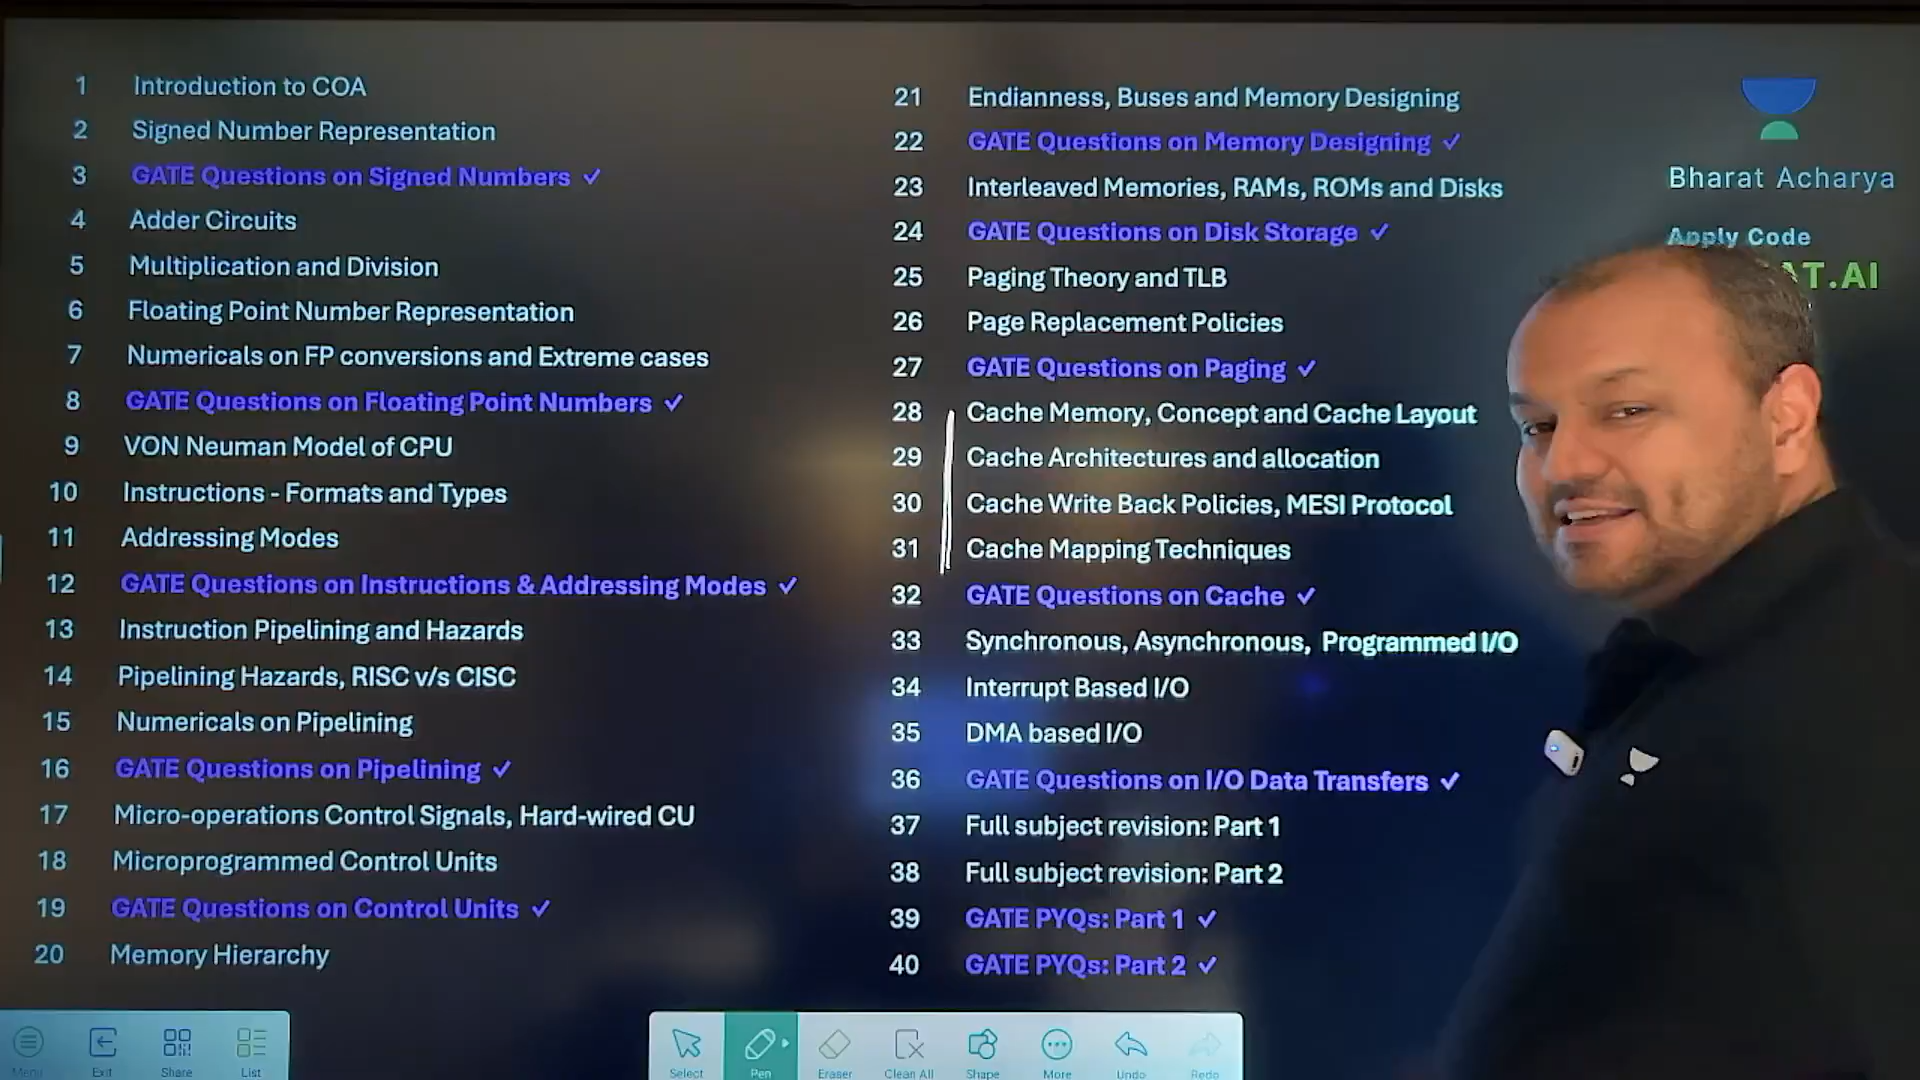 1 Introduction to COA
2 Signed Number Representation
3 GATE Questions on Signed Numbers ✓
4 Adder Circuits
5 Multiplication and Division
6 Floating Point Number Representation
7 Numericals on FP conversions and Extreme cases
8 GATE Questions on Floating Point Numbers ✓
9 VON Neuman Model of CPU
10 Instructions - Formats and Types
11 Addressing Modes
12 GATE Questions on Instructions & Addressing Modes ✓
13 Instruction Pipelining and Hazards
14 Pipelining Hazards, RISC v/s CISC
15 Numericals on Pipelining
16 GATE Questions on Pipelining ✓
17 Micro-operations Control Signals, Hard-wired CU
18 Microprogrammed Control Units
19 GATE Questions on Control Units ✓
20 Memory Hierarchy
21 Endianness, Buses and Memory Designing
22 GATE Questions on Memory Designing ✓
23 Interleaved Memories, RAMs, ROMs and Disks
24 GATE Questions on Disk Storage ✓
25 Paging Theory and TLB
26 Page Replacement Policies
27 GATE Questions on Paging ✓
28 Cache Memory, Concept and Cache Layout
29 Cache Architectures and allocation
30 Cache Write Back Policies, MESI Protocol
31 Cache Mapping Techniques
32 GATE Questions on Cache ✓
33 Synchronous, Asynchronous, Programmed I/O
34 Interrupt Based I/O
35 DMA based I/O
36 GATE Questions on I/O Data Transfers ✓
37 Full subject revision: Part 1
38 Full subject revision: Part 2
39 GATE PYQs: Part 1 ✓
40 GATE PYQs: Part 2 ✓
Bharat Acharya
Apply Code
T.AI
Menu Exit Share List
Select Pen Eraser Clean All Shape More Undo Redo